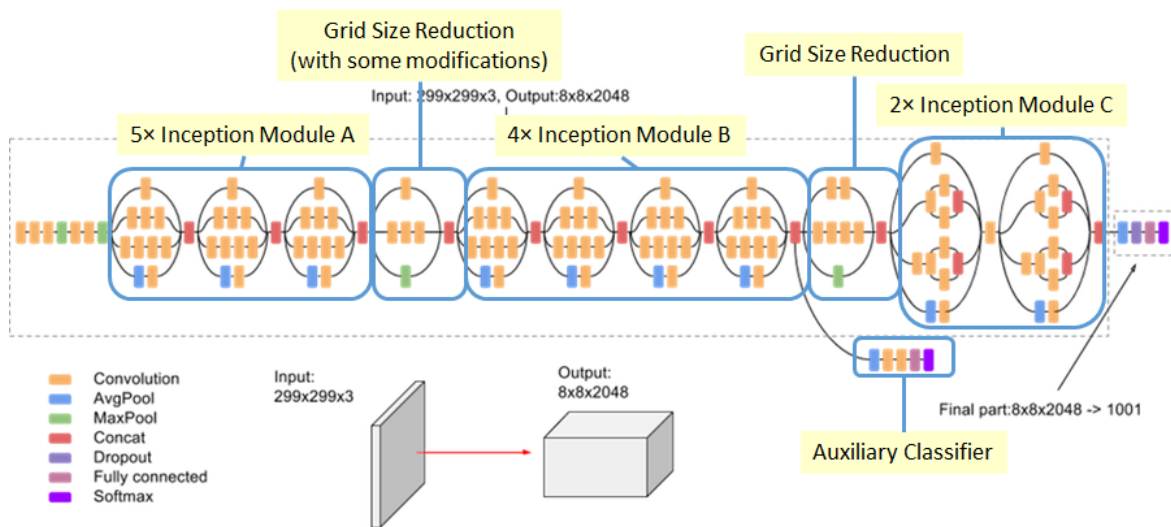 Grid Size Reduction
(with some modifications)
Grid Size Reduction
Input: 299x299x3, Output:8x8x2048
5× Inception Module A
4× Inception Module B
2× Inception Module C
Convolution
AvgPool
MaxPool
Concat
Dropout
Fully connected
Softmax
Input:
299x299x3
Output:
8x8x2048
Final part:8x8x2048 -> 1001
Auxiliary Classifier